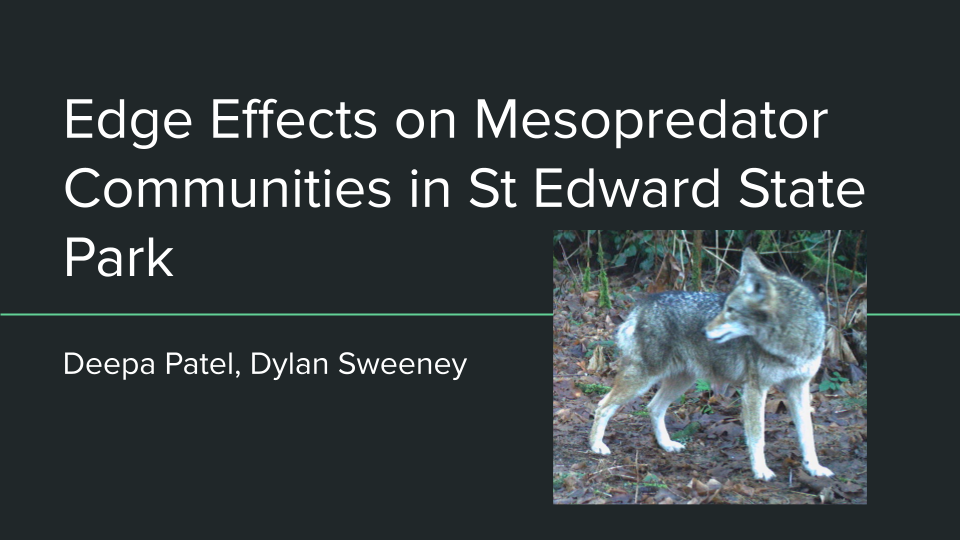 Edge Effects on Mesopredator
Communities in St Edward State
Park
Deepa Patel, Dylan Sweeney